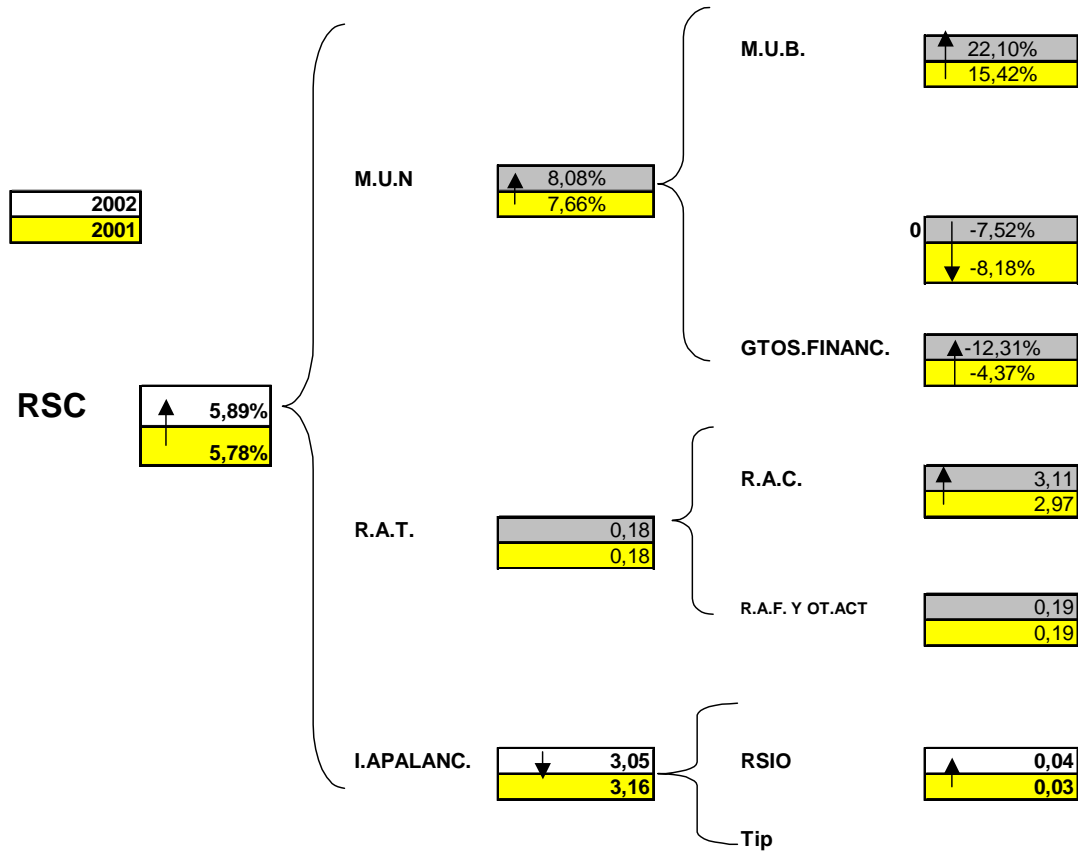 M.U.B.
22,10%
15,42%
M.U.N
8,08%
7,66%
2002
2001
0
-7,52%
-8,18%
GTOS.FINANC.
-12,31%
-4,37%
RSC
5,89%
5,78%
R.A.C.
3,11
2,97
R.A.T.
0,18
0,18
R.A.F. Y OT.ACT
0,19
0,19
I.APALANC.
3,05
3,16
RSIO
0,04
0,03
Tip